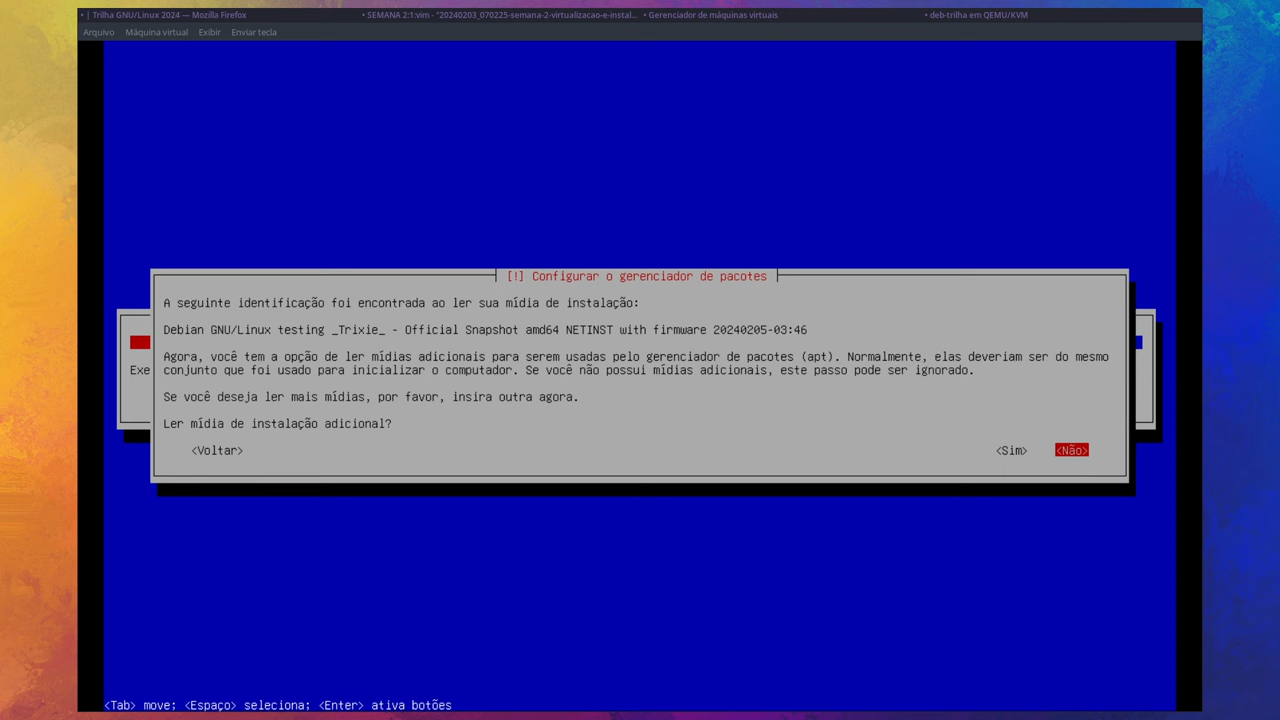 • | Trilha GNU/Linux 2024 — Mozilla Firefox
• SEMANA 2:1:vim - "20240203_070225-semana-2-virtualizacao-e-instal...
• Gerenciador de máquinas virtuais
• deb-trilha em QEMU/KVM
Arquivo Máquina virtual Exibir Enviar tecla
[!] Configurar o gerenciador de pacotes
A seguinte identificação foi encontrada ao ler sua mídia de instalação:
Debian GNU/Linux testing _Trixie_ - Official Snapshot amd64 NETINST with firmware 20240205-03:46
Agora, você tem a opção de ler mídias adicionais para serem usadas pelo gerenciador de pacotes (apt). Normalmente, elas deveriam ser do mesmo
conjunto que foi usado para inicializar o computador. Se você não possui mídias adicionais, este passo pode ser ignorado.
Exe
Se você deseja ler mais mídias, por favor, insira outra agora.
Ler mídia de instalação adicional?
<Voltar> <Sim> <Não>
<Tab> move; <Espaço> seleciona; <Enter> ativa botões